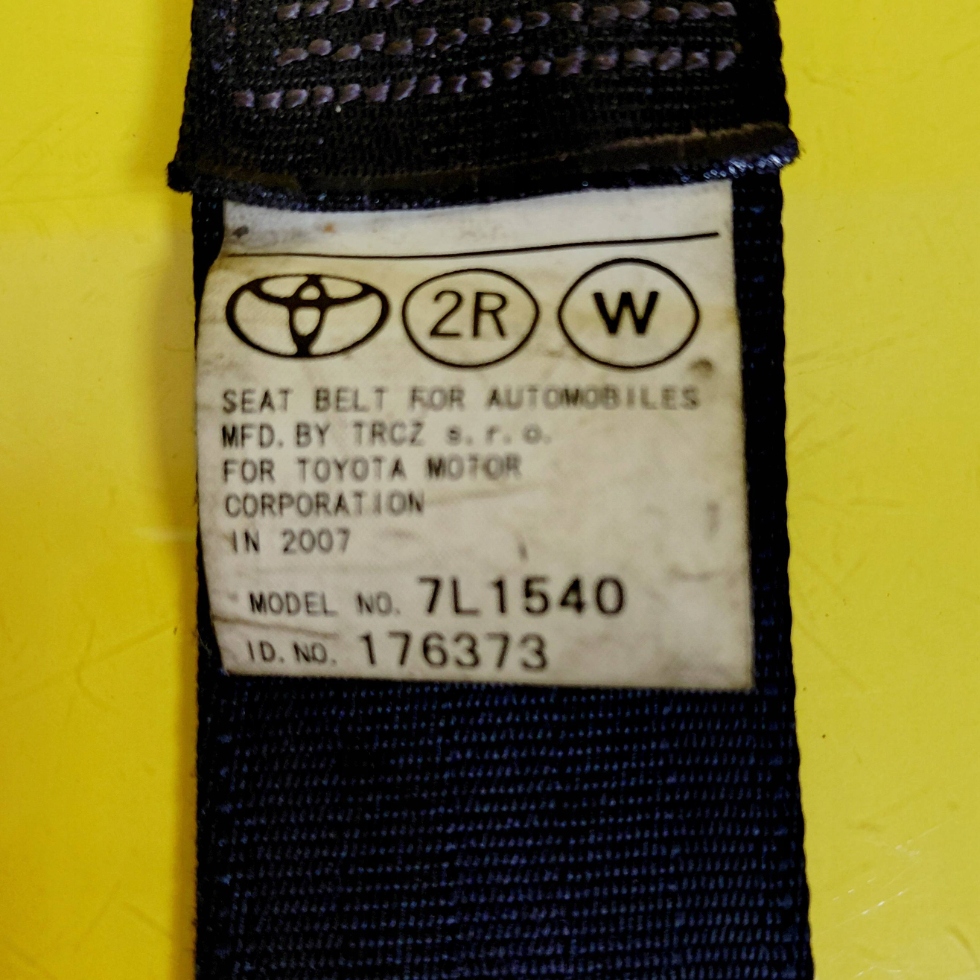 2R W
SEAT BELT FOR AUTOMOBILES
MFD. BY TRCZ s.r.o.
FOR TOYOTA MOTOR
CORPORATION
IN 2007
MODEL NO. 7L1540
ID. NO. 176373